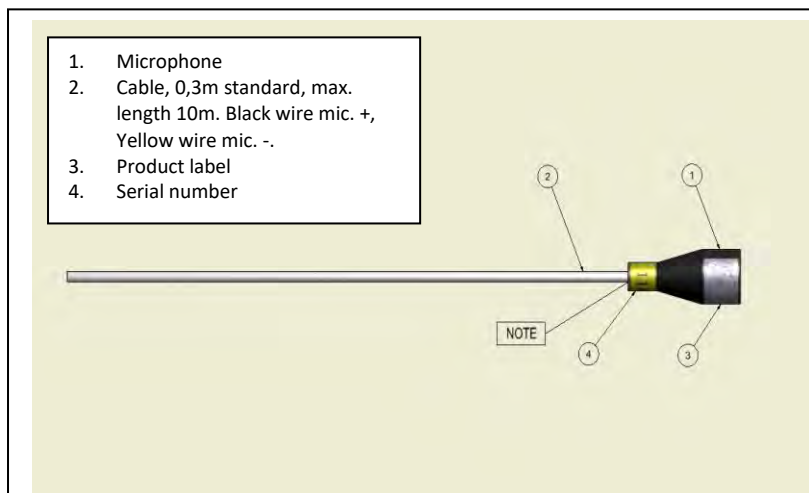 1. Microphone
2. Cable, 0,3m standard, max.
length 10m. Black wire mic. +,
Yellow wire mic. -.
3. Product label
4. Serial number
2
1
NOTE
4
3